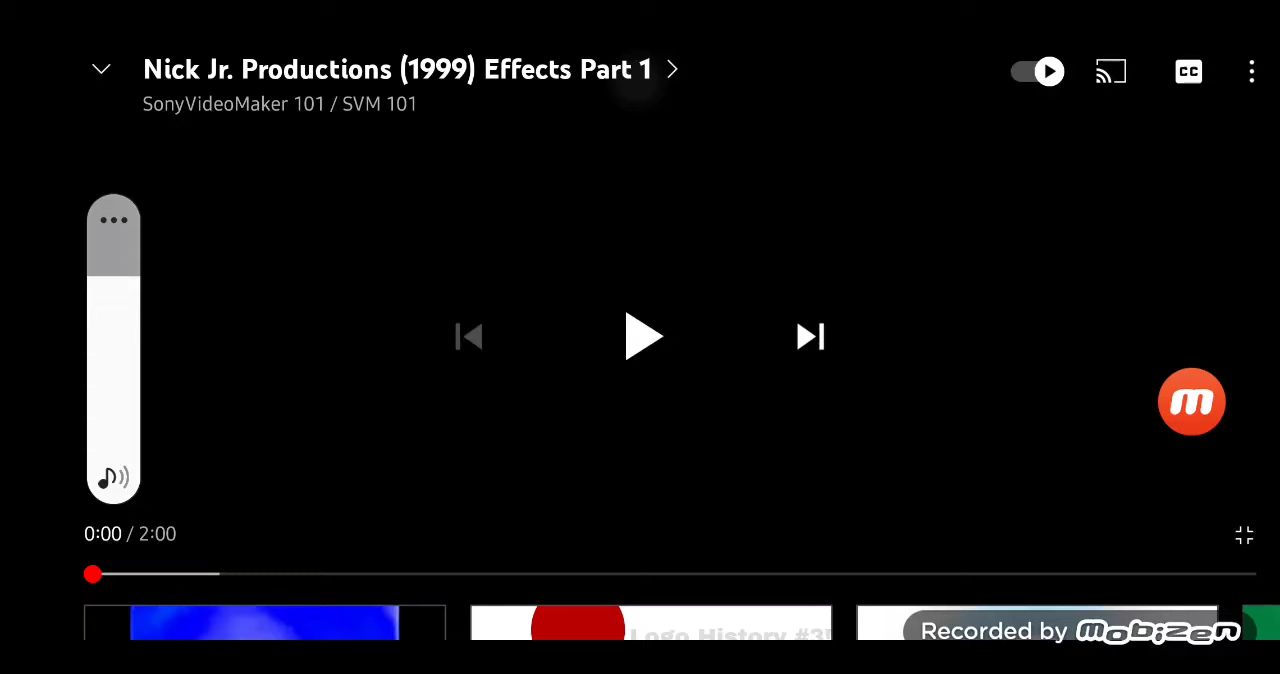 Nick Jr. Productions (1999) Effects Part 1
SonyVideoMaker 101 / SVM 101
CC
m
0:00 / 2:00
Logo History #3
Recorded by mobizen